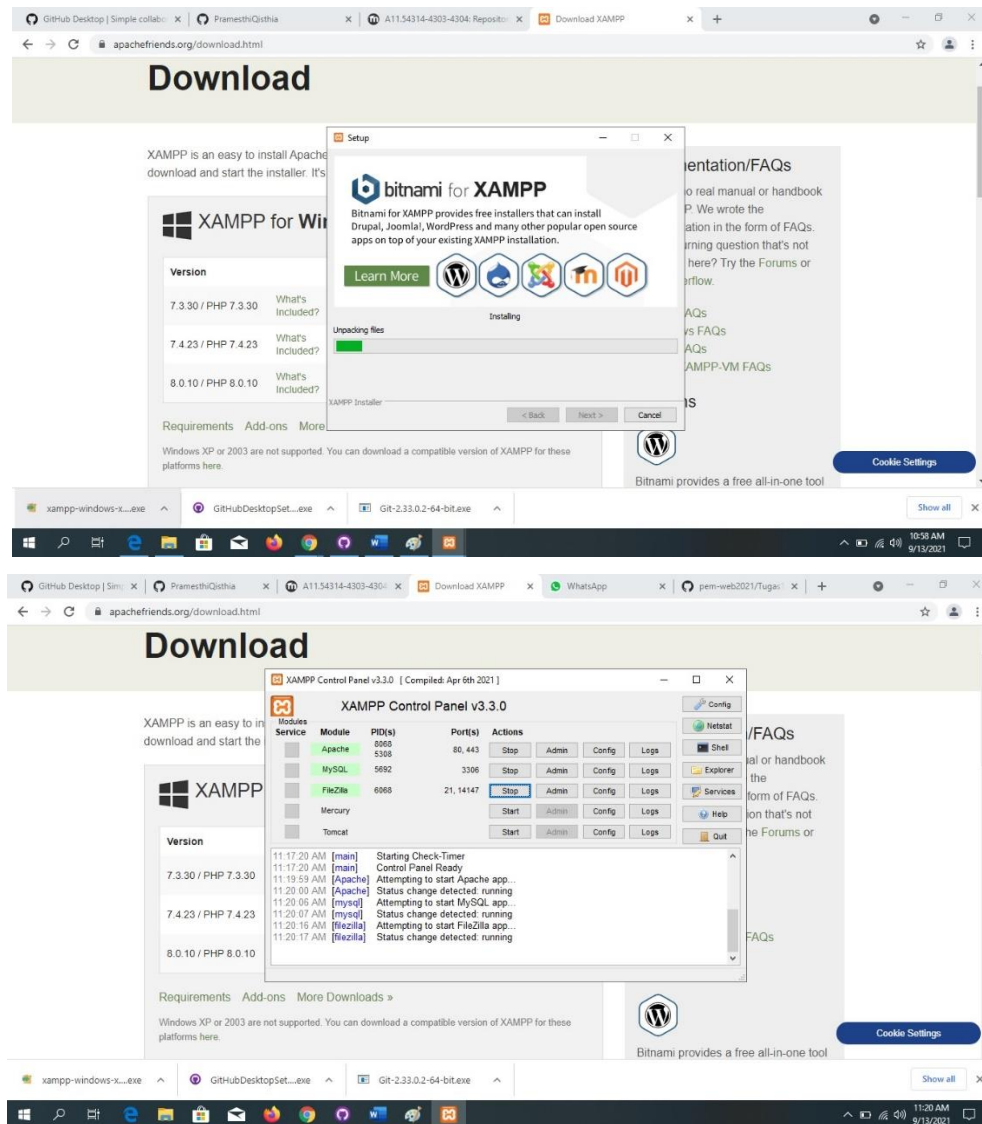 GitHub Desktop | Simple collabo
PramesthiQisthia
A11.54314-4303-4304: Repositor
Download XAMPP
apachefriends.org/download.html
Download
XAMPP is an easy to install Apache
download and start the installer. It's
XAMPP for Wi
Version
7.3.30 / PHP 7.3.30
What's
Included?
7.4.23 / PHP 7.4.23
What's
Included?
8.0.10 / PHP 8.0.10
What's
Included?
Requirements Add-ons More
Windows XP or 2003 are not supported. You can download a compatible version of XAMPP for these
platforms here.
Setup
bitnami for XAMPP
Bitnami for XAMPP provides free installers that can install
Drupal, Joomla!, WordPress and many other popular open source
apps on top of your existing XAMPP installation.
Learn More
Installing
Unpacking files
XAMPP Installer
< Back
Next >
Cancel
entation/FAQs
o real manual or handbook
P. We wrote the
ation in the form of FAQs.
urning question that's not
here? Try the Forums or
erflow.
AQs
vs FAQs
AQs
AMPP-VM FAQs
ns
Bitnami provides a free all-in-one tool
Cookie Settings
xampp-windows-x....exe
GitHubDesktopSet....exe
Git-2.33.0.2-64-bit.exe
Show all
10:58 AM
9/13/2021
GitHub Desktop | Sim
PramesthiQisthia
A11.54314-4303-4304
Download XAMPP
WhatsApp
pem-web2021/Tugas
apachefriends.org/download.html
Download
XAMPP is an easy to in
download and start the
XAMPP
Version
7.3.30 / PHP 7.3.30
7.4.23 / PHP 7.4.23
8.0.10 / PHP 8.0.10
Requirements Add-ons More Downloads »
Windows XP or 2003 are not supported. You can download a compatible version of XAMPP for these
platforms here.
XAMPP Control Panel v3.3.0 [ Compiled: Apr 6th 2021 ]
XAMPP Control Panel v3.3.0
Modules
Service Module PID(s) Port(s) Actions
Apache 8068 5308 80, 443 Stop Admin Config Logs
MySQL 5692 3306 Stop Admin Config Logs
FileZilla 6068 21, 14147 Stop Admin Config Logs
Mercury Start Admin Config Logs
Tomcat Start Admin Config Logs
Config
Netstat
Shell
Explorer
Services
Help
Quit
11:17:20 AM [main] Starting Check-Timer
11:17:20 AM [main] Control Panel Ready
11:19:59 AM [Apache] Attempting to start Apache app...
11:20:00 AM [Apache] Status change detected: running
11:20:06 AM [mysql] Attempting to start MySQL app...
11:20:07 AM [mysql] Status change detected: running
11:20:16 AM [filezilla] Attempting to start FileZilla app...
11:20:17 AM [filezilla] Status change detected: running
/FAQs
al or handbook
the
form of FAQs.
ion that's not
he Forums or
FAQs
Bitnami provides a free all-in-one tool
Cookie Settings
xampp-windows-x....exe
GitHubDesktopSet....exe
Git-2.33.0.2-64-bit.exe
Show all
11:20 AM
9/13/2021